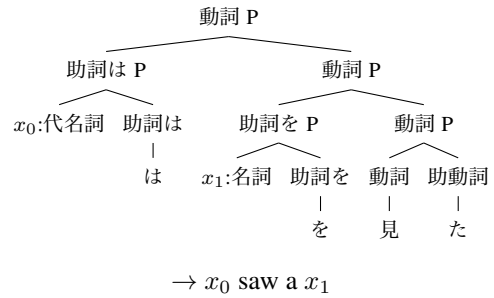 動詞 P
助詞は P 動詞 P
x0:代名詞 助詞は 助詞を P 動詞 P
は x1:名詞 助詞を 動詞 助動詞
を 見 た
→ x0 saw a x1